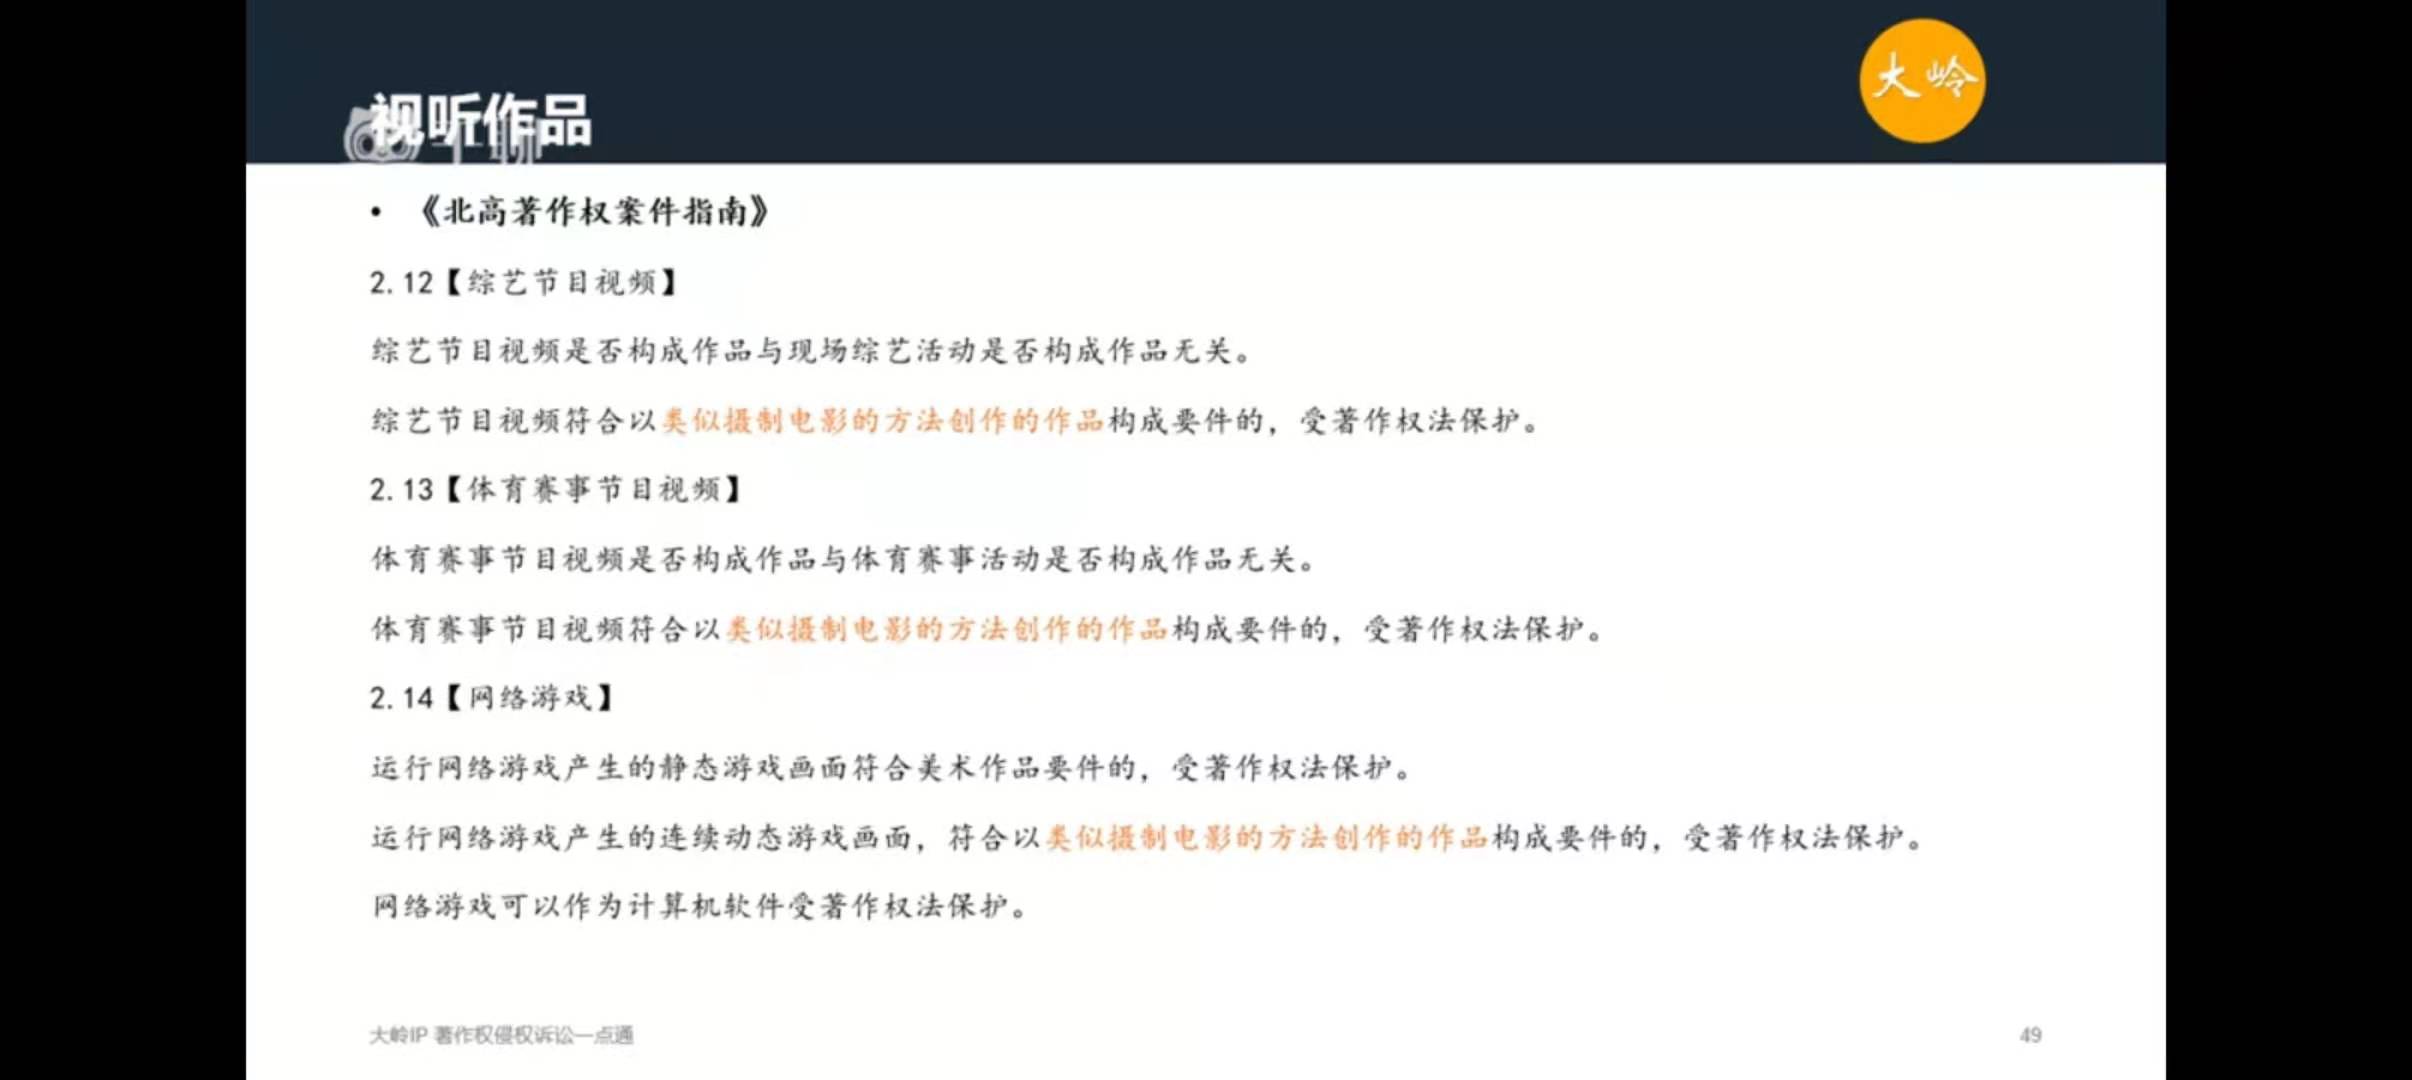 大岭
视听作品
• 《北高著作权案件指南》
2.12【综艺节目视频】
综艺节目视频是否构成作品与现场综艺活动是否构成作品无关。
综艺节目视频符合以类似摄制电影的方法创作的作品构成要件的，受著作权法保护。
2.13【体育赛事节目视频】
体育赛事节目视频是否构成作品与体育赛事活动是否构成作品无关。
体育赛事节目视频符合以类似摄制电影的方法创作的作品构成要件的，受著作权法保护。
2.14【网络游戏】
运行网络游戏产生的静态游戏画面符合美术作品要件的，受著作权法保护。
运行网络游戏产生的连续动态游戏画面，符合以类似摄制电影的方法创作的作品构成要件的，受著作权法保护。
网络游戏可以作为计算机软件受著作权法保护。
大岭IP 著作权侵权诉讼一点通
49